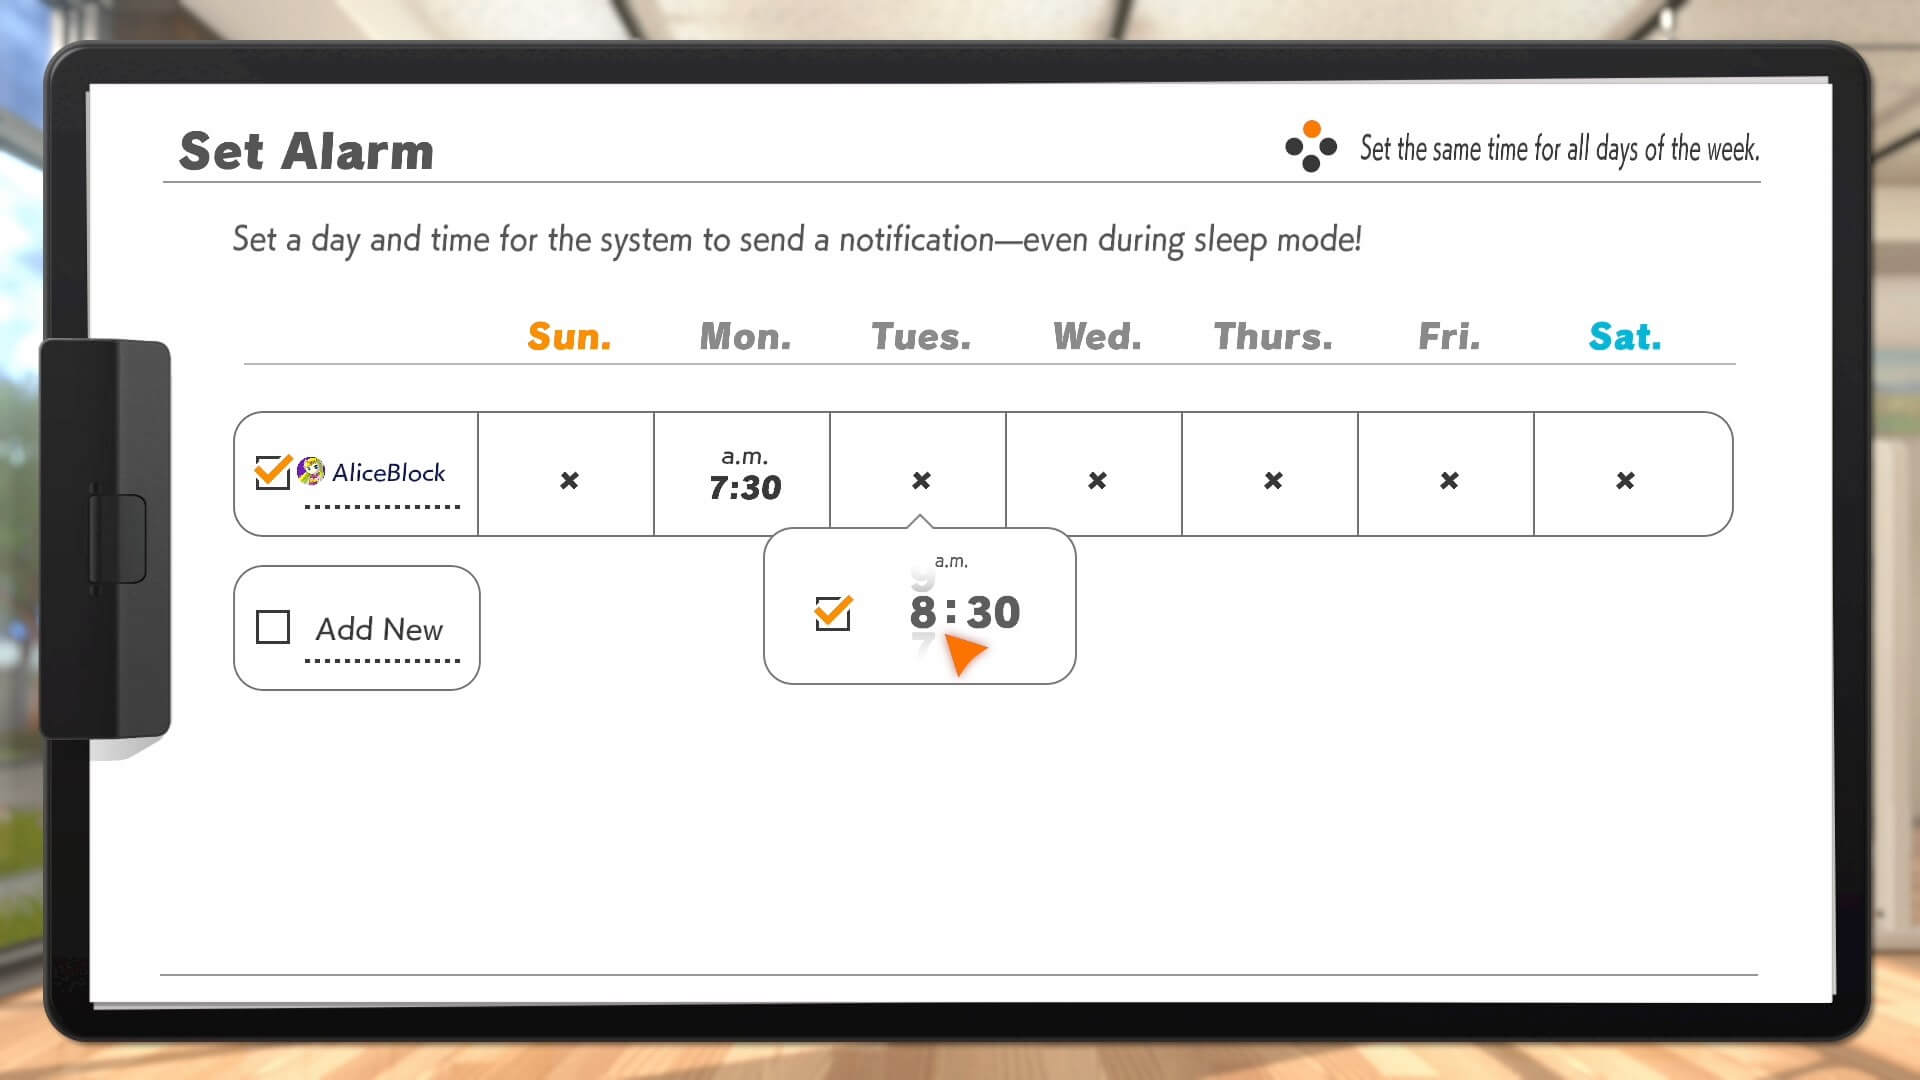 Set Alarm
Set the same time for all days of the week.
Set a day and time for the system to send a notification—even during sleep mode!
Sun. Mon. Tues. Wed. Thurs. Fri. Sat.
AliceBlock
a.m.
7:30
Add New
a.m.
9
8:30
7